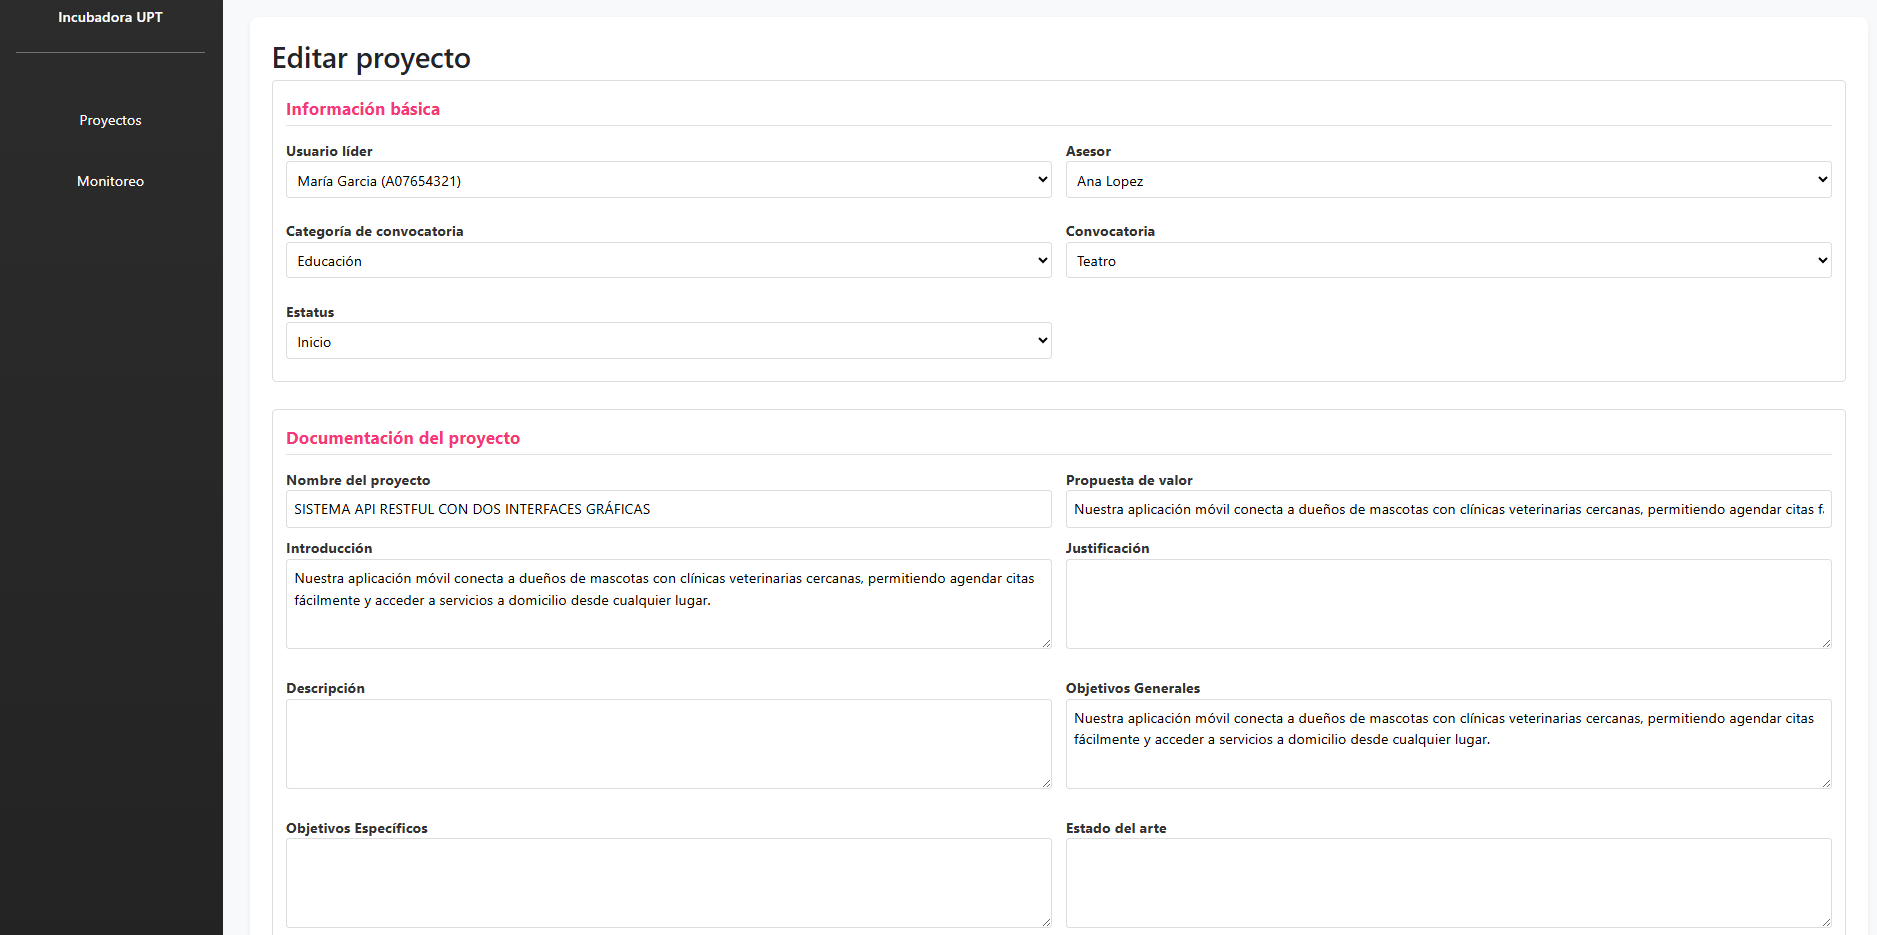 Incubadora UPT
Proyectos
Monitoreo
Editar proyecto
Información básica
Usuario líder
María Garcia (A07654321)
Asesor
Ana Lopez
Categoría de convocatoria
Educación
Convocatoria
Teatro
Estatus
Inicio
Documentación del proyecto
Nombre del proyecto
SISTEMA API RESTFUL CON DOS INTERFACES GRÁFICAS
Propuesta de valor
Nuestra aplicación móvil conecta a dueños de mascotas con clínicas veterinarias cercanas, permitiendo agendar citas f
Introducción
Nuestra aplicación móvil conecta a dueños de mascotas con clínicas veterinarias cercanas, permitiendo agendar citas
fácilmente y acceder a servicios a domicilio desde cualquier lugar.
Justificación
Descripción
Objetivos Generales
Nuestra aplicación móvil conecta a dueños de mascotas con clínicas veterinarias cercanas, permitiendo agendar citas
fácilmente y acceder a servicios a domicilio desde cualquier lugar.
Objetivos Específicos
Estado del arte